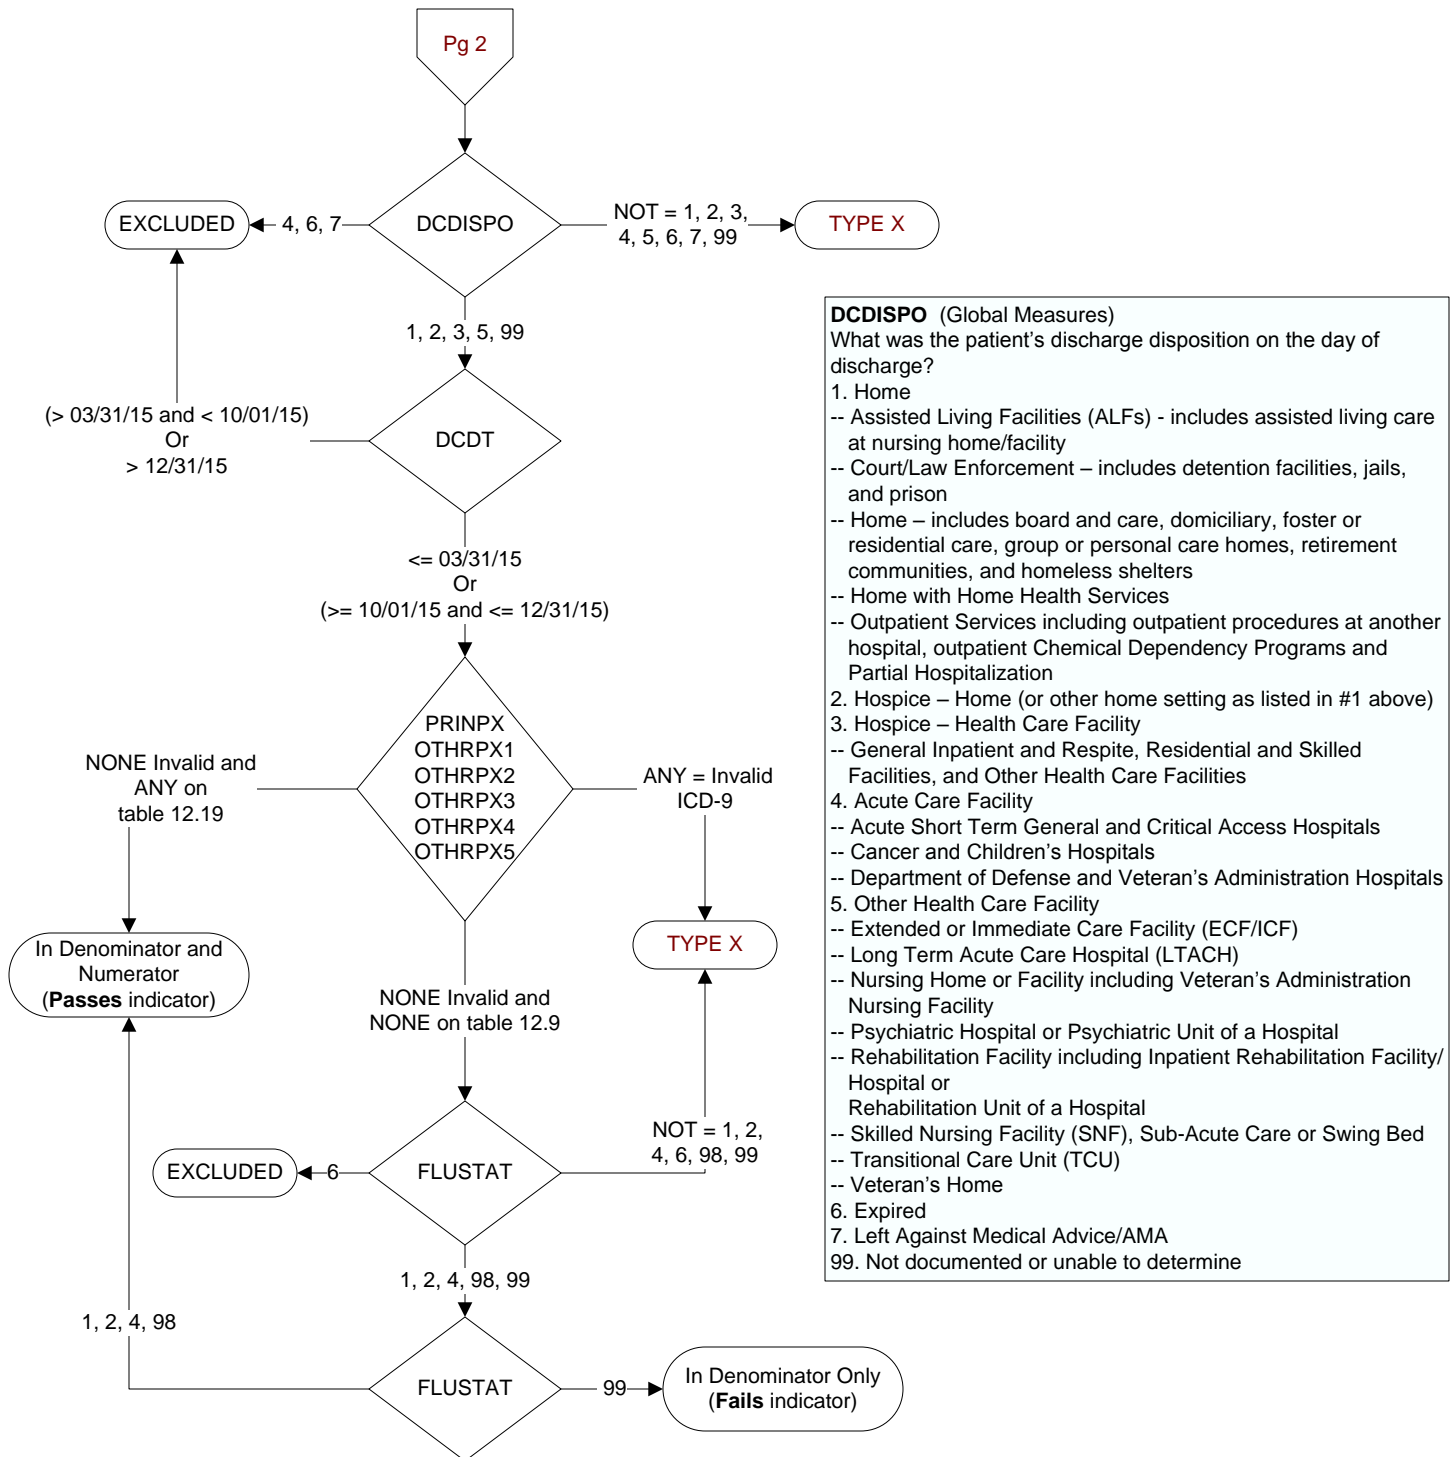 Pg 2
DCDISPO
4, 6, 7
EXCLUDED
NOT = 1, 2, 3,
4, 5, 6, 7, 99
TYPE X
1, 2, 3, 5, 99
DCDT
(> 03/31/15 and < 10/01/15)
Or
> 12/31/15
<= 03/31/15
Or
(>= 10/01/15 and <= 12/31/15)
PRINPX
OTHRPX1
OTHRPX2
OTHRPX3
OTHRPX4
OTHRPX5
NONE Invalid and
ANY on
table 12.19
ANY = Invalid
ICD-9
In Denominator and
Numerator
(Passes indicator)
TYPE X
NONE Invalid and
NONE on table 12.9
FLUSTAT
6
EXCLUDED
NOT = 1, 2,
4, 6, 98, 99
1, 2, 4, 98, 99
FLUSTAT
1, 2, 4, 98
99
In Denominator Only
(Fails indicator)
DCDISPO (Global Measures)
What was the patient’s discharge disposition on the day of
discharge?
1. Home
-- Assisted Living Facilities (ALFs) - includes assisted living care
at nursing home/facility
-- Court/Law Enforcement – includes detention facilities, jails,
and prison
-- Home – includes board and care, domiciliary, foster or
residential care, group or personal care homes, retirement
communities, and homeless shelters
-- Home with Home Health Services
-- Outpatient Services including outpatient procedures at another
hospital, outpatient Chemical Dependency Programs and
Partial Hospitalization
2. Hospice – Home (or other home setting as listed in #1 above)
3. Hospice – Health Care Facility
-- General Inpatient and Respite, Residential and Skilled
Facilities, and Other Health Care Facilities
4. Acute Care Facility
-- Acute Short Term General and Critical Access Hospitals
-- Cancer and Children’s Hospitals
-- Department of Defense and Veteran’s Administration Hospitals
5. Other Health Care Facility
-- Extended or Immediate Care Facility (ECF/ICF)
-- Long Term Acute Care Hospital (LTACH)
-- Nursing Home or Facility including Veteran’s Administration
Nursing Facility
-- Psychiatric Hospital or Psychiatric Unit of a Hospital
-- Rehabilitation Facility including Inpatient Rehabilitation Facility/
Hospital or
Rehabilitation Unit of a Hospital
-- Skilled Nursing Facility (SNF), Sub-Acute Care or Swing Bed
-- Transitional Care Unit (TCU)
-- Veteran’s Home
6. Expired
7. Left Against Medical Advice/AMA
99. Not documented or unable to determine